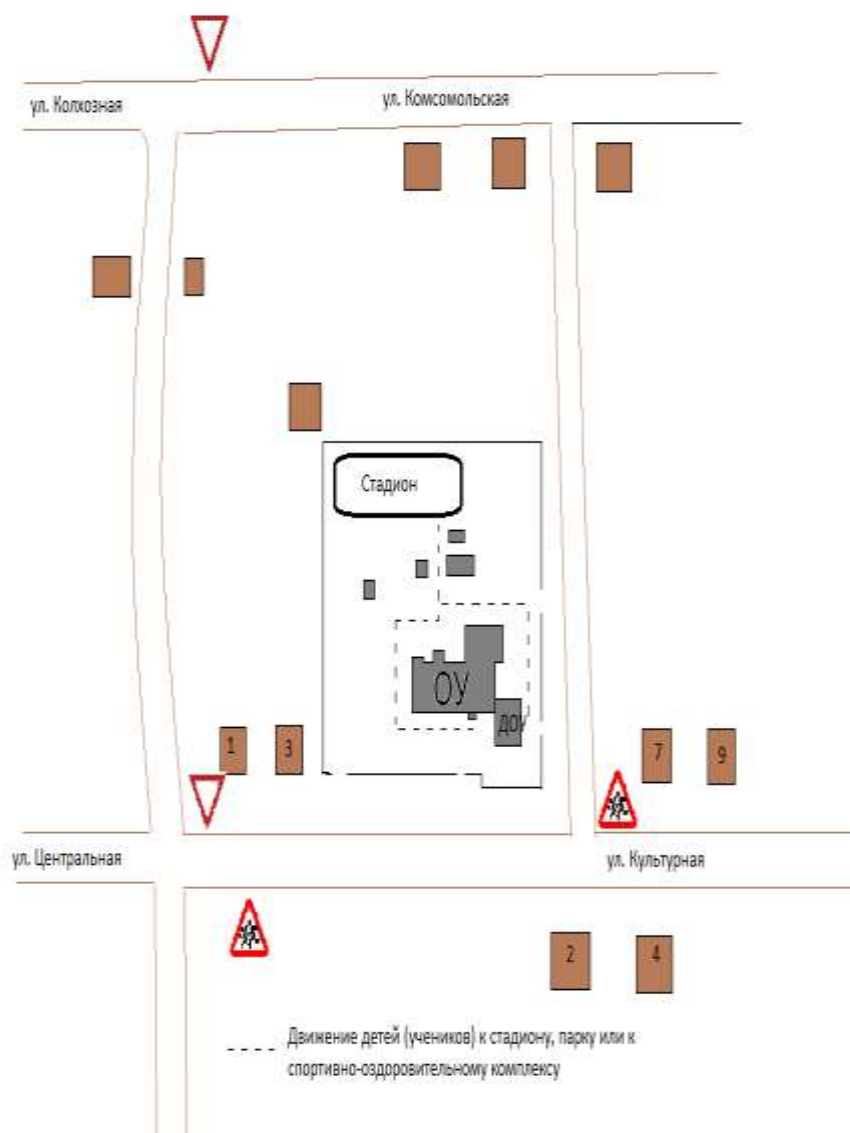 ул. Колхозная
ул. Комсомольская
Стадион
ОУ
ДОУ
1
3
7
9
ул. Центральная
ул. Культурная
2
4
Движение детей (учеников) к стадиону, парку или к
спортивно-оздоровительному комплексу